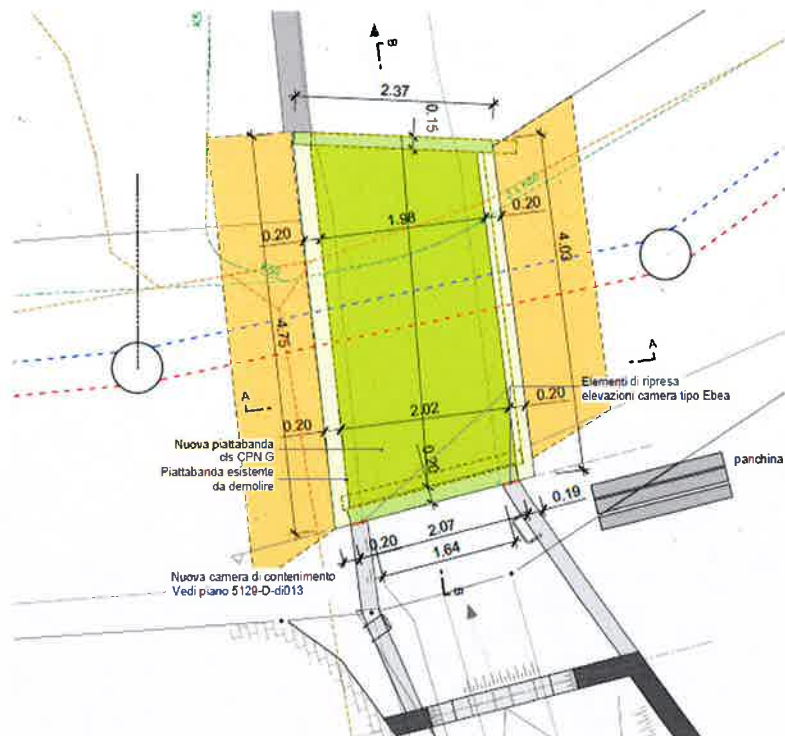 B
2.37
0.15
1.98
0.20
0.20
4.03
4.75
A
A
Elementi di ripresa
elevazioni camera tipo Ebea
0.20
0.20
2.02
Nuova piattabanda
cls CPN G
Piattabanda esistente
da demolire
0.20
panchina
0.19
2.07
0.20
1.64
Nuova camera di contenimento
Vedi piano 5129-D-di013
B